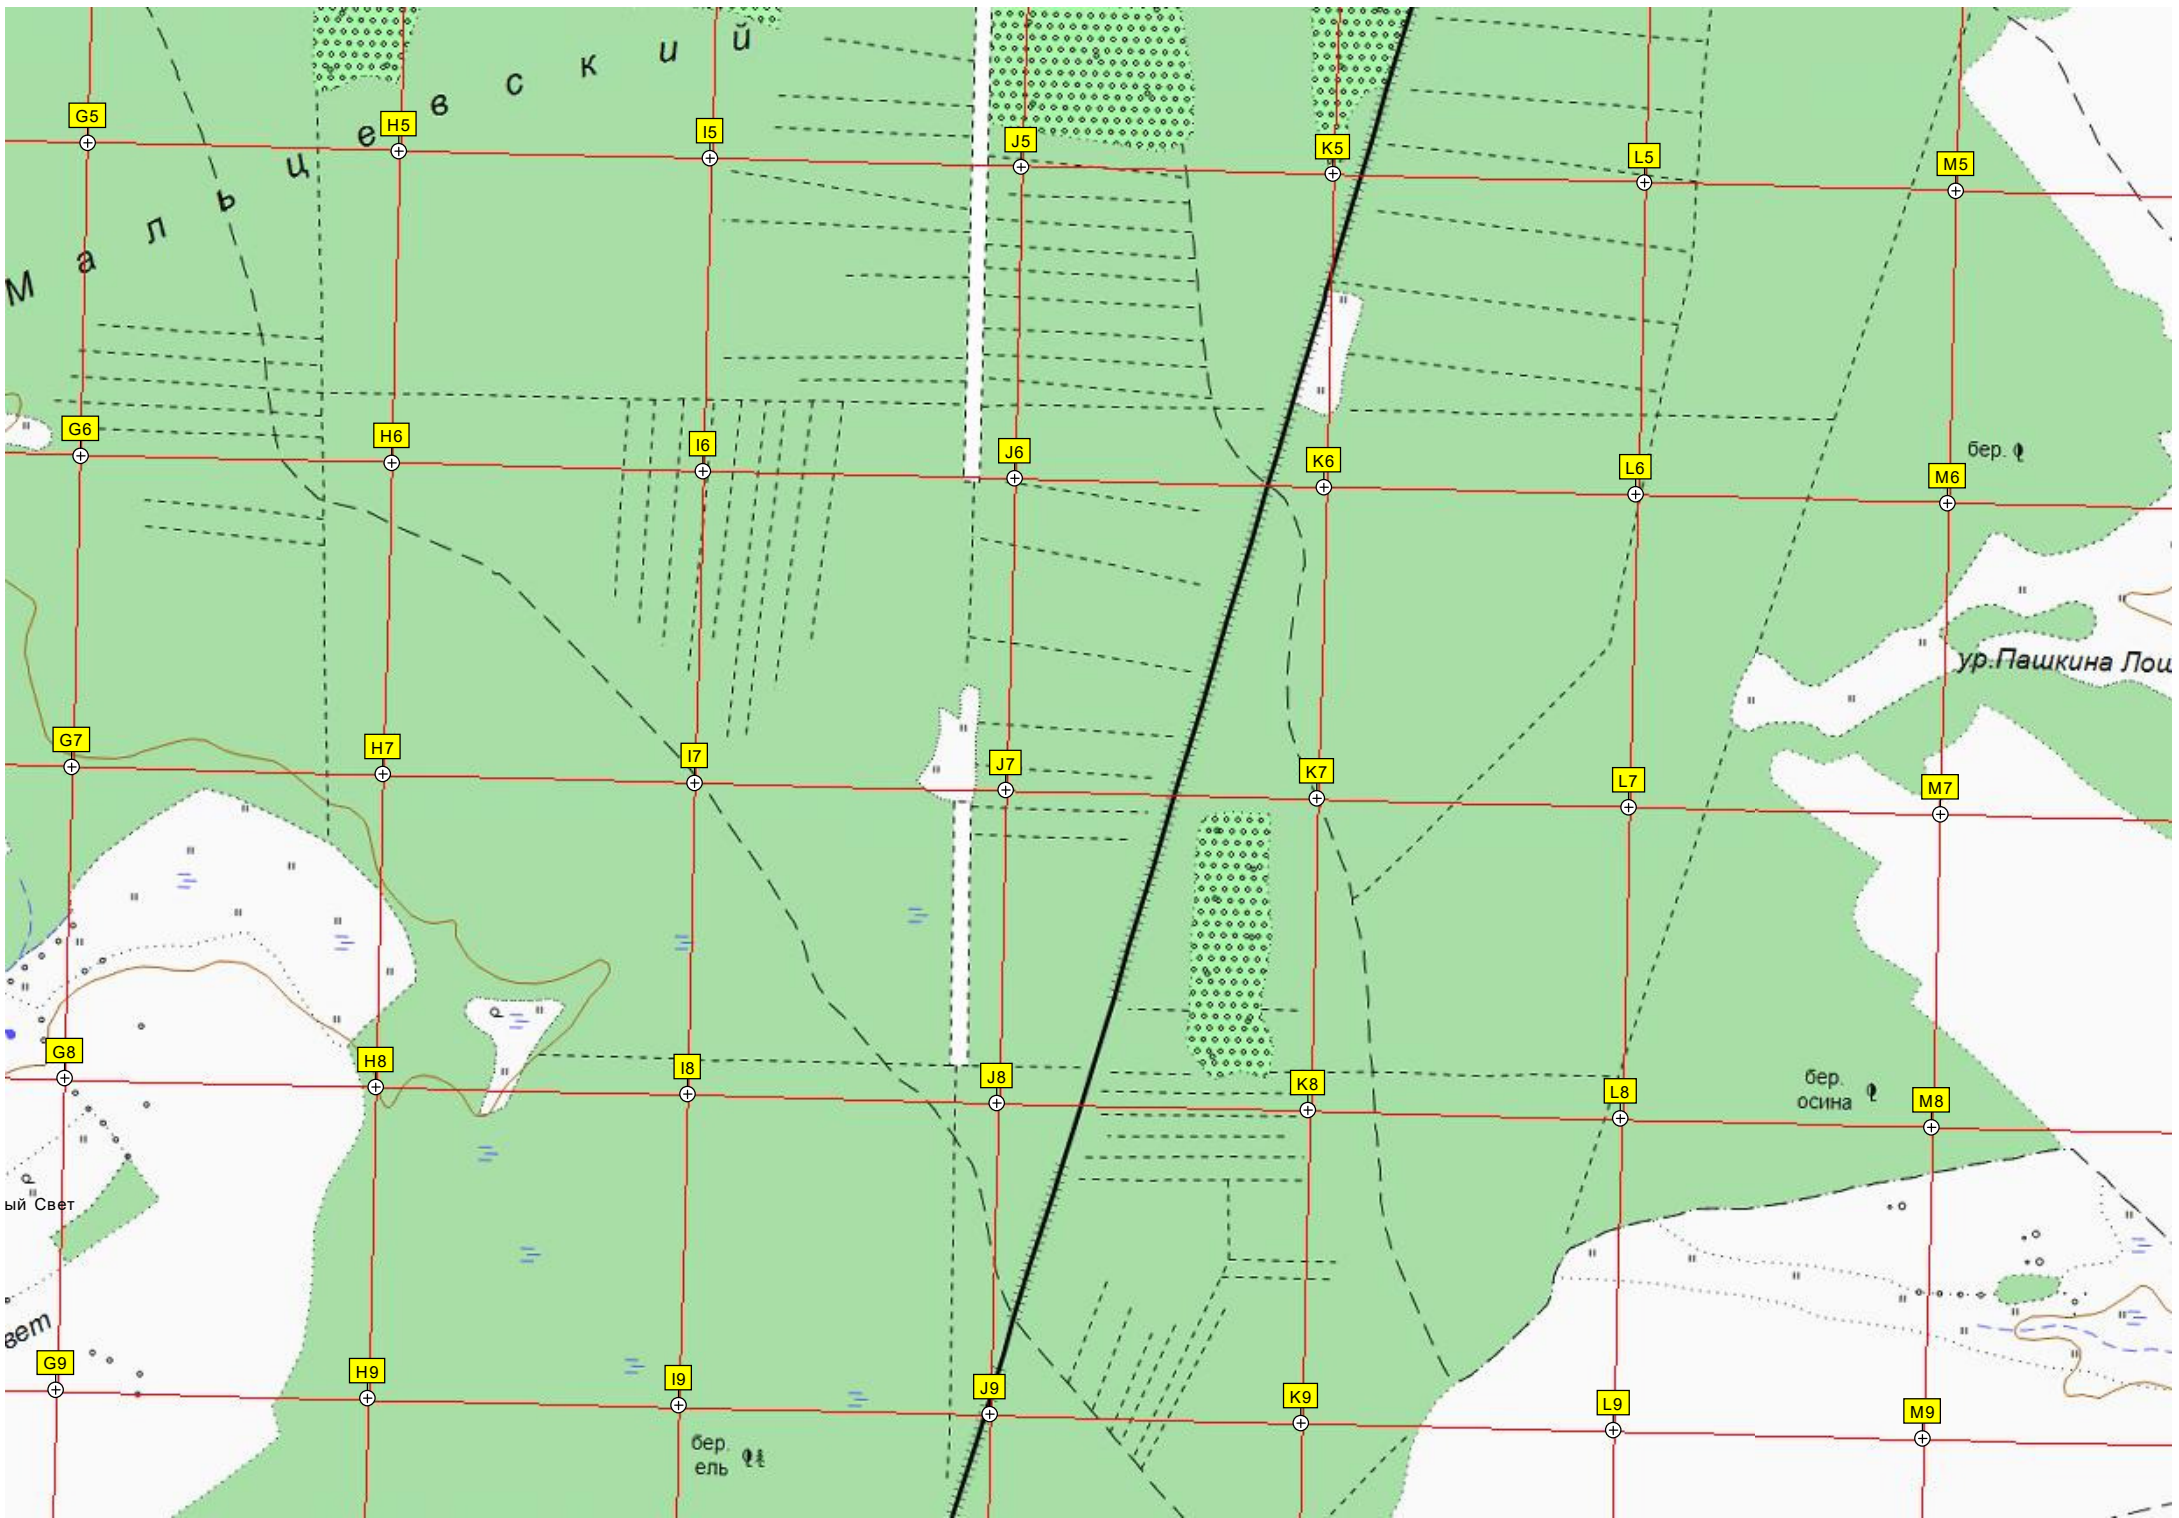 Мальцевский
G5
H5
I5
J5
K5
L5
M5
G6
H6
I6
J6
K6
L6
бер.
M6
ур.Пашкина Лощ
G7
H7
I7
J7
K7
L7
M7
G8
H8
I8
J8
K8
L8
бер.
осина
M8
ый Свет
вет
G9
H9
I9
J9
K9
L9
M9
бер.
ель